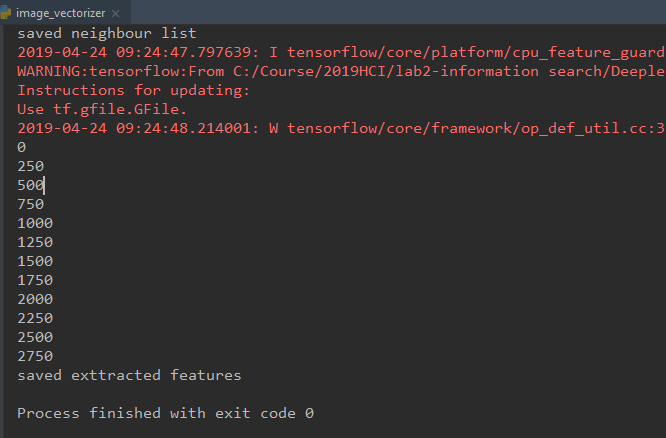 image_vectorizer
saved neighbour list
2019-04-24 09:24:47.797639: I tensorflow/core/platform/cpu_feature_guard
WARNING:tensorflow:From C:/Course/2019HCI/lab2-information search/Deeple
Instructions for updating:
Use tf.gfile.GFile.
2019-04-24 09:24:48.214001: W tensorflow/core/framework/op_def_util.cc:3
0
250
500
750
1000
1250
1500
1750
2000
2250
2500
2750
saved exttracted features
Process finished with exit code 0